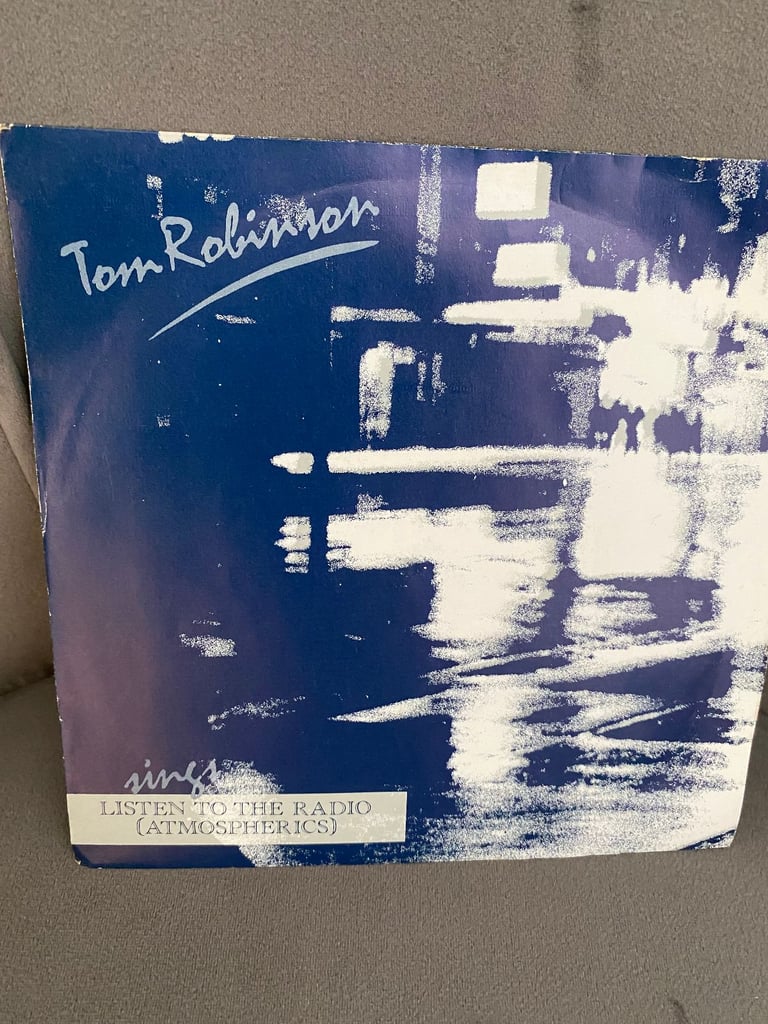 Tom Robinson
sings
LISTEN TO THE RADIO
(ATMOSPHERICS)